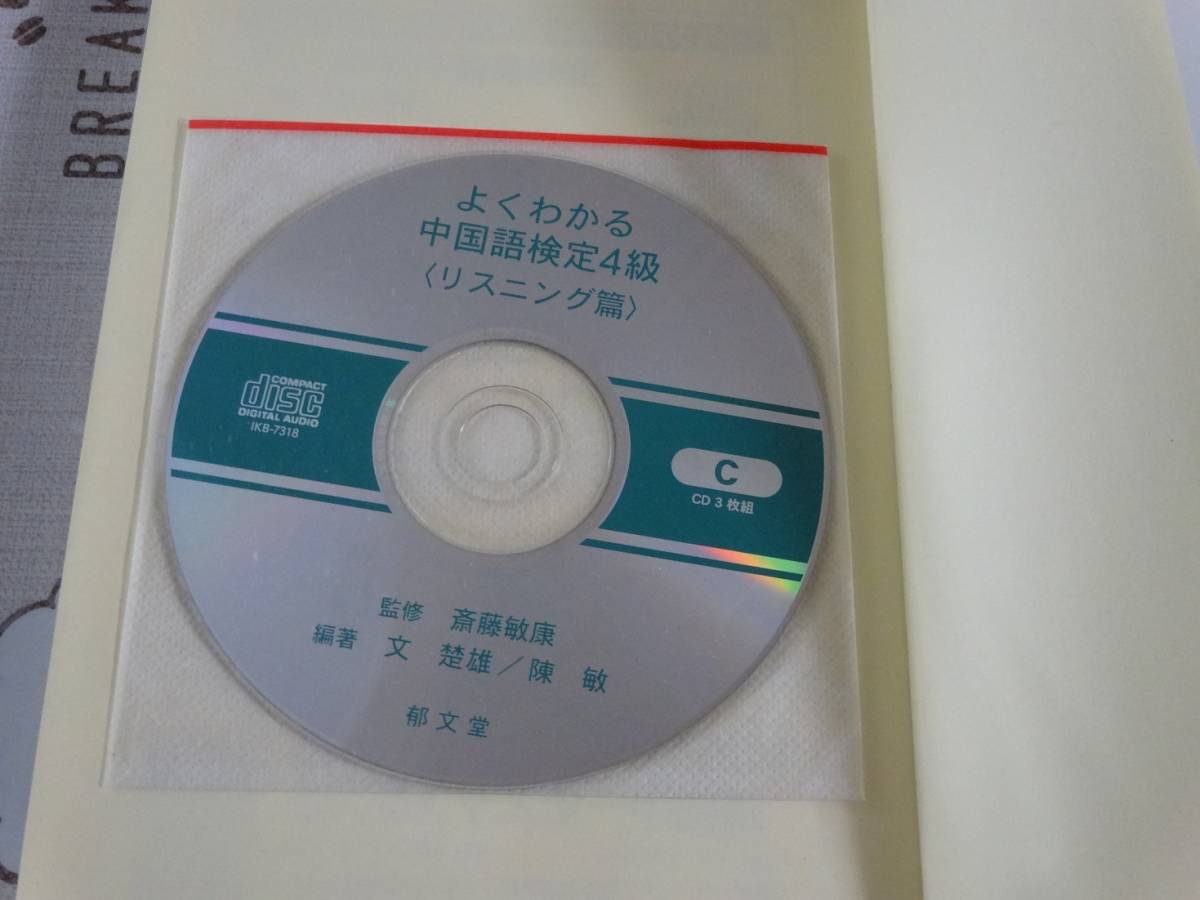 BREAK
よくわかる
中国語検定4級
〈リスニング篇〉
COMPACT
disc
DIGITAL AUDIO
IKB-7318
C
CD 3 枚組
監修 斎藤敏康
編著 文 楚雄／陳 敏
郁文堂